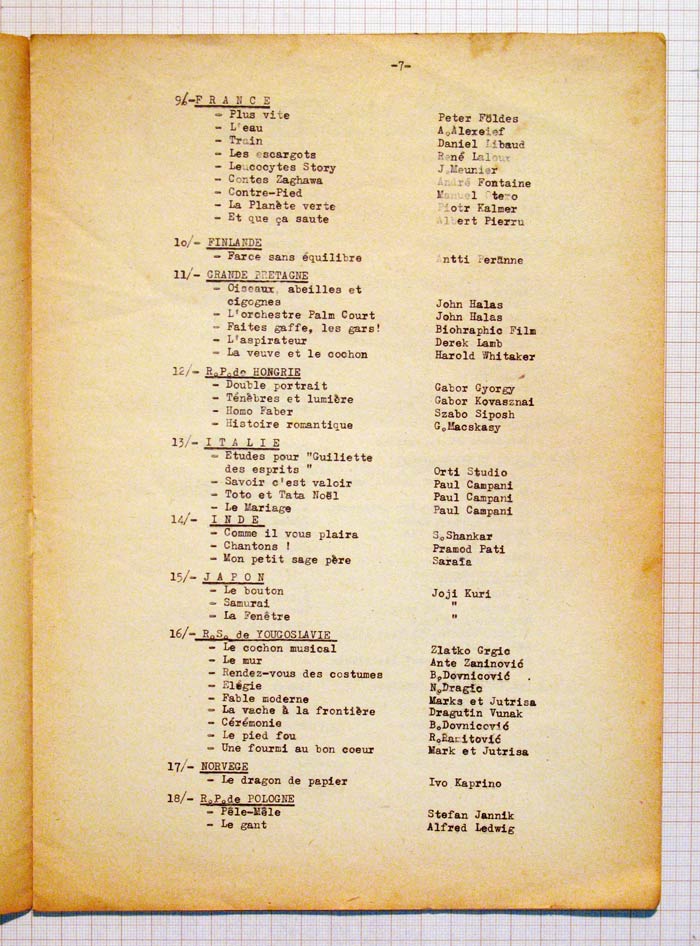 -7-
9/-F R A N C E
- Plus vite Peter Földes
- L'eau A.Alexeief
- Train Daniel Libaud
- Les escargots René Laloux
- Leucocytes Story J.Meunier
- Contes Zaghawa André Fontaine
- Contre-Pied Manuel Otero
- La Planète verte Piotr Kalmer
- Et que ça saute Albert Pierru
10/- FINLANDE
- Farce sans équilibre Antti Peränne
11/- GRANDE BRETAGNE
- Oiseaux, abeilles et
cigognes John Halas
- L'orchestre Palm Court John Halas
- Faites gaffe, les gars! Biohraphic Film
- L'aspirateur Derek Lamb
- La veuve et le cochon Harold Whitaker
12/- R.P.de HONGRIE
- Double portrait Gabor Gyorgy
- Ténèbres et lumière Gabor Kovasznai
- Homo Faber Szabo Siposh
- Histoire romantique G.Macskasy
13/- I T A L I E
- Etudes pour "Guiliette
des esprits " Orti Studio
- Savoir c'est valoir Paul Campani
- Toto et Tata Noël Paul Campani
- Le Mariage Paul Campani
14/- I N D E
- Comme il vous plaira S.Shankar
- Chantons ! Pramod Pati
- Mon petit sage père Saraïa
15/- J A P O N
- Le bouton Joji Kuri
- Samurai "
- La Fenêtre "
16/- R.S. de YOUGOSLAVIE
- Le cochon musical Zlatko Grgic
- Le mur Ante Zaninović
- Rendez-vous des costumes B.Dovnicović .
- Elégie N.Dragic
- Fable moderne Marks et Jutrisa
- La vache à la frontière Dragutin Vunak
- Cérémonie B.Dovnicović
- Le pied fou R. 
- Une fourmi au bon coeur Mark et Jutrisa
17/- NORVEGE
- Le dragon de papier Ivo Kaprino
18/- R.P.de POLOGNE
- Pêle-Mêle Stefan Jannik
- Le gant Alfred Ledwig